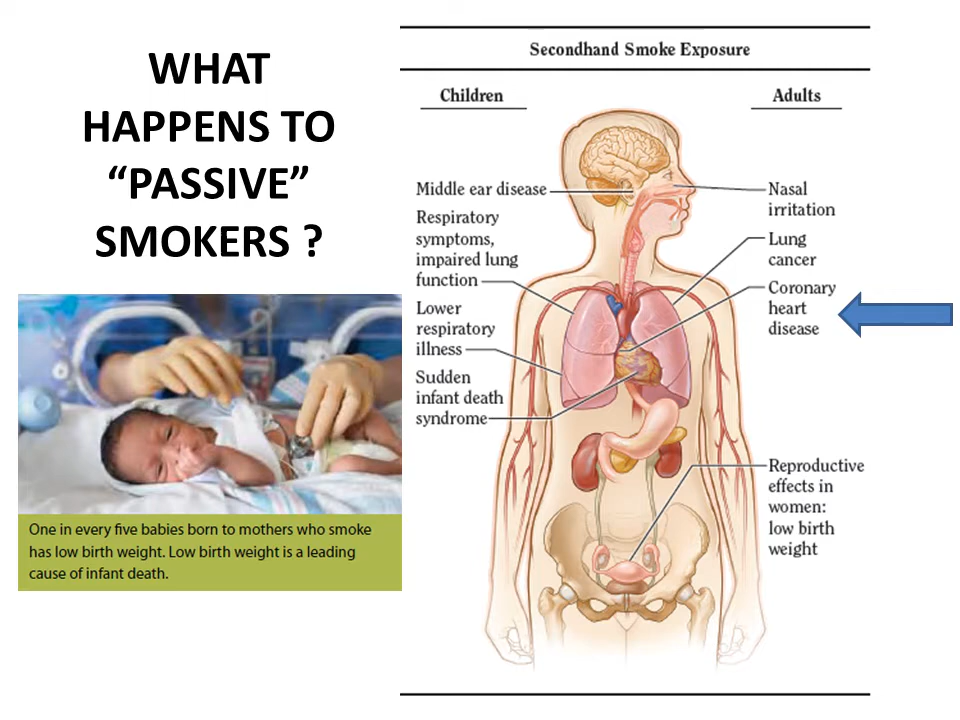 WHAT
HAPPENS TO
“PASSIVE”
SMOKERS ?
One in every five babies born to mothers who smoke
has low birth weight. Low birth weight is a leading
cause of infant death.
Secondhand Smoke Exposure
Children
Middle ear disease
Respiratory
symptoms,
impaired lung
function
Lower
respiratory
illness
Sudden
infant death
syndrome
Adults
Nasal
irritation
Lung
cancer
Coronary
heart
disease
Reproductive
effects in
women:
low birth
weight